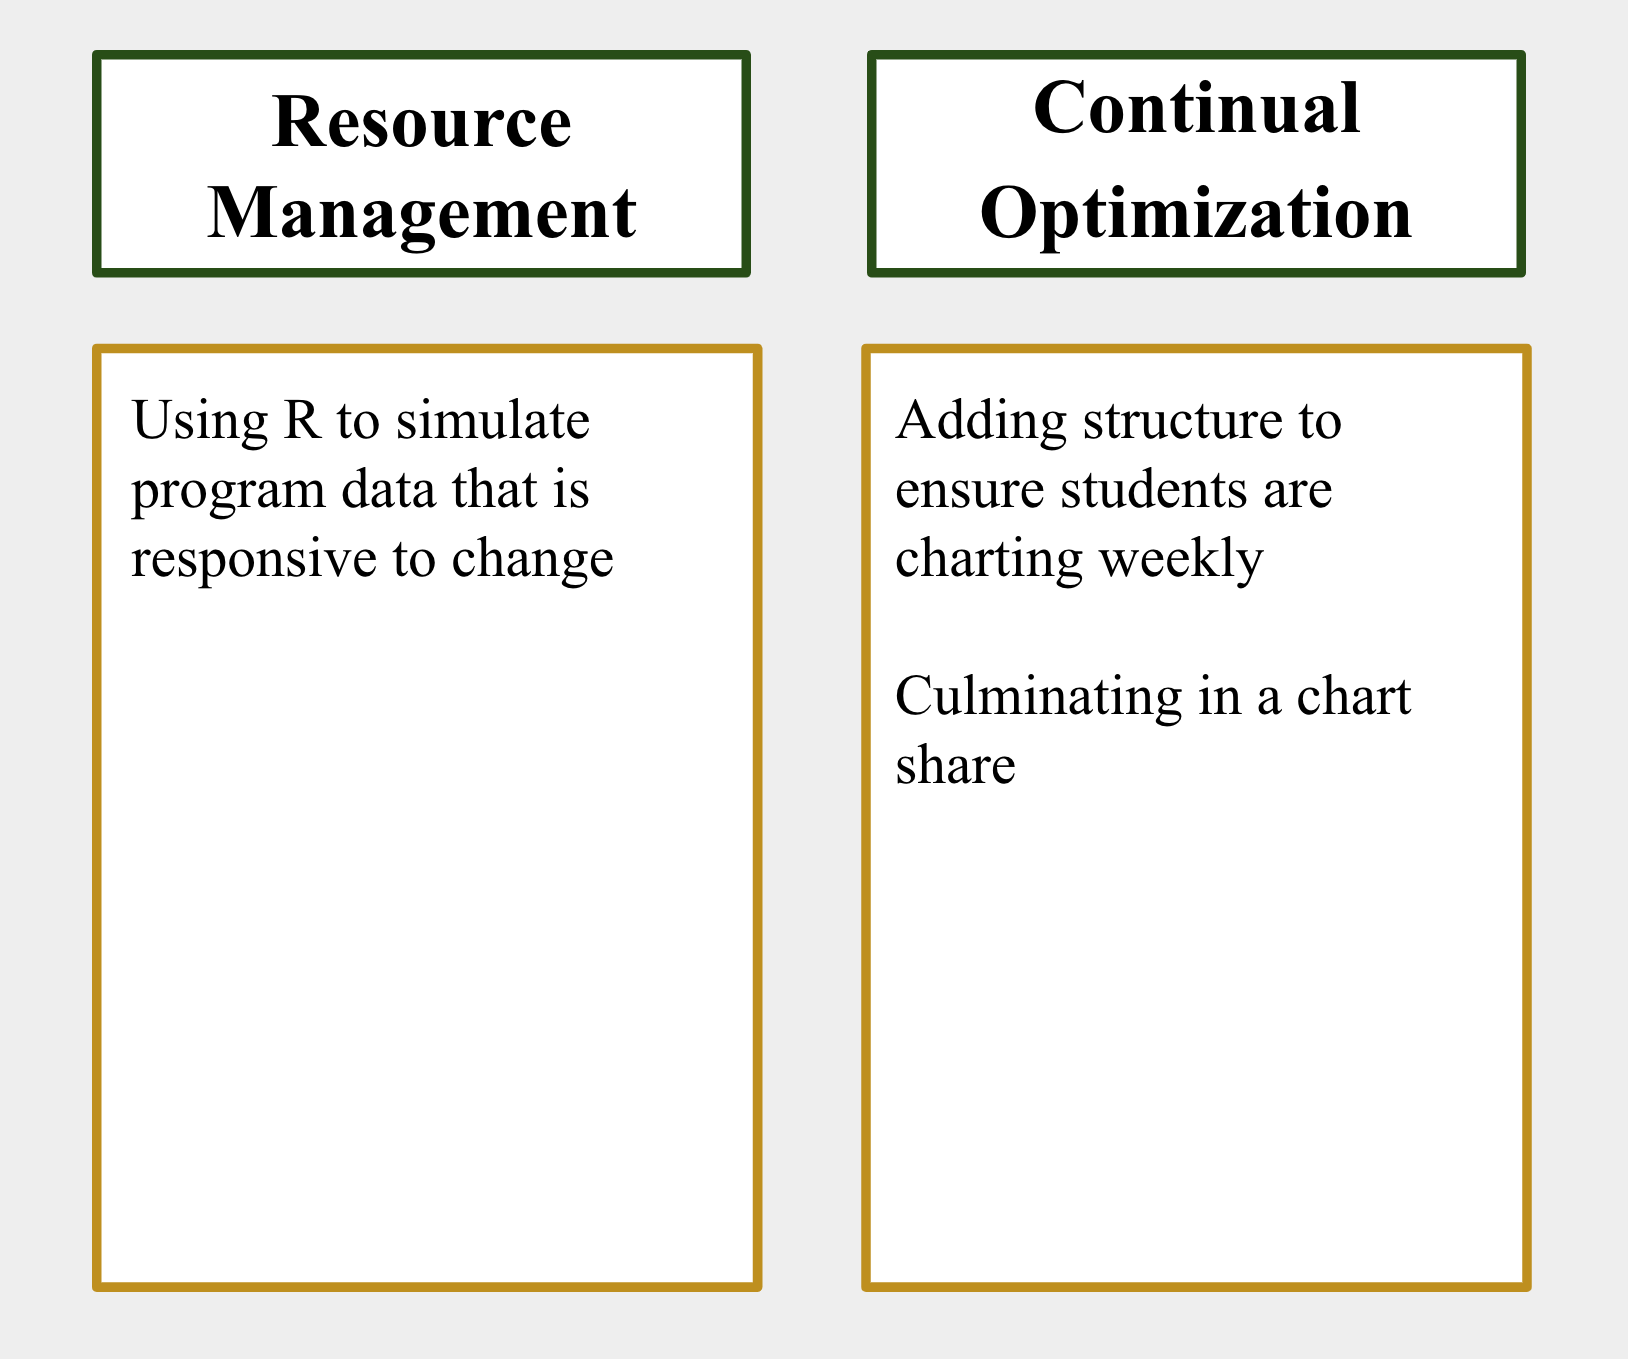 Resource
Management
Continual
Optimization
Using R to simulate
program data that is
responsive to change
Adding structure to
ensure students are
charting weekly
Culminating in a chart
share